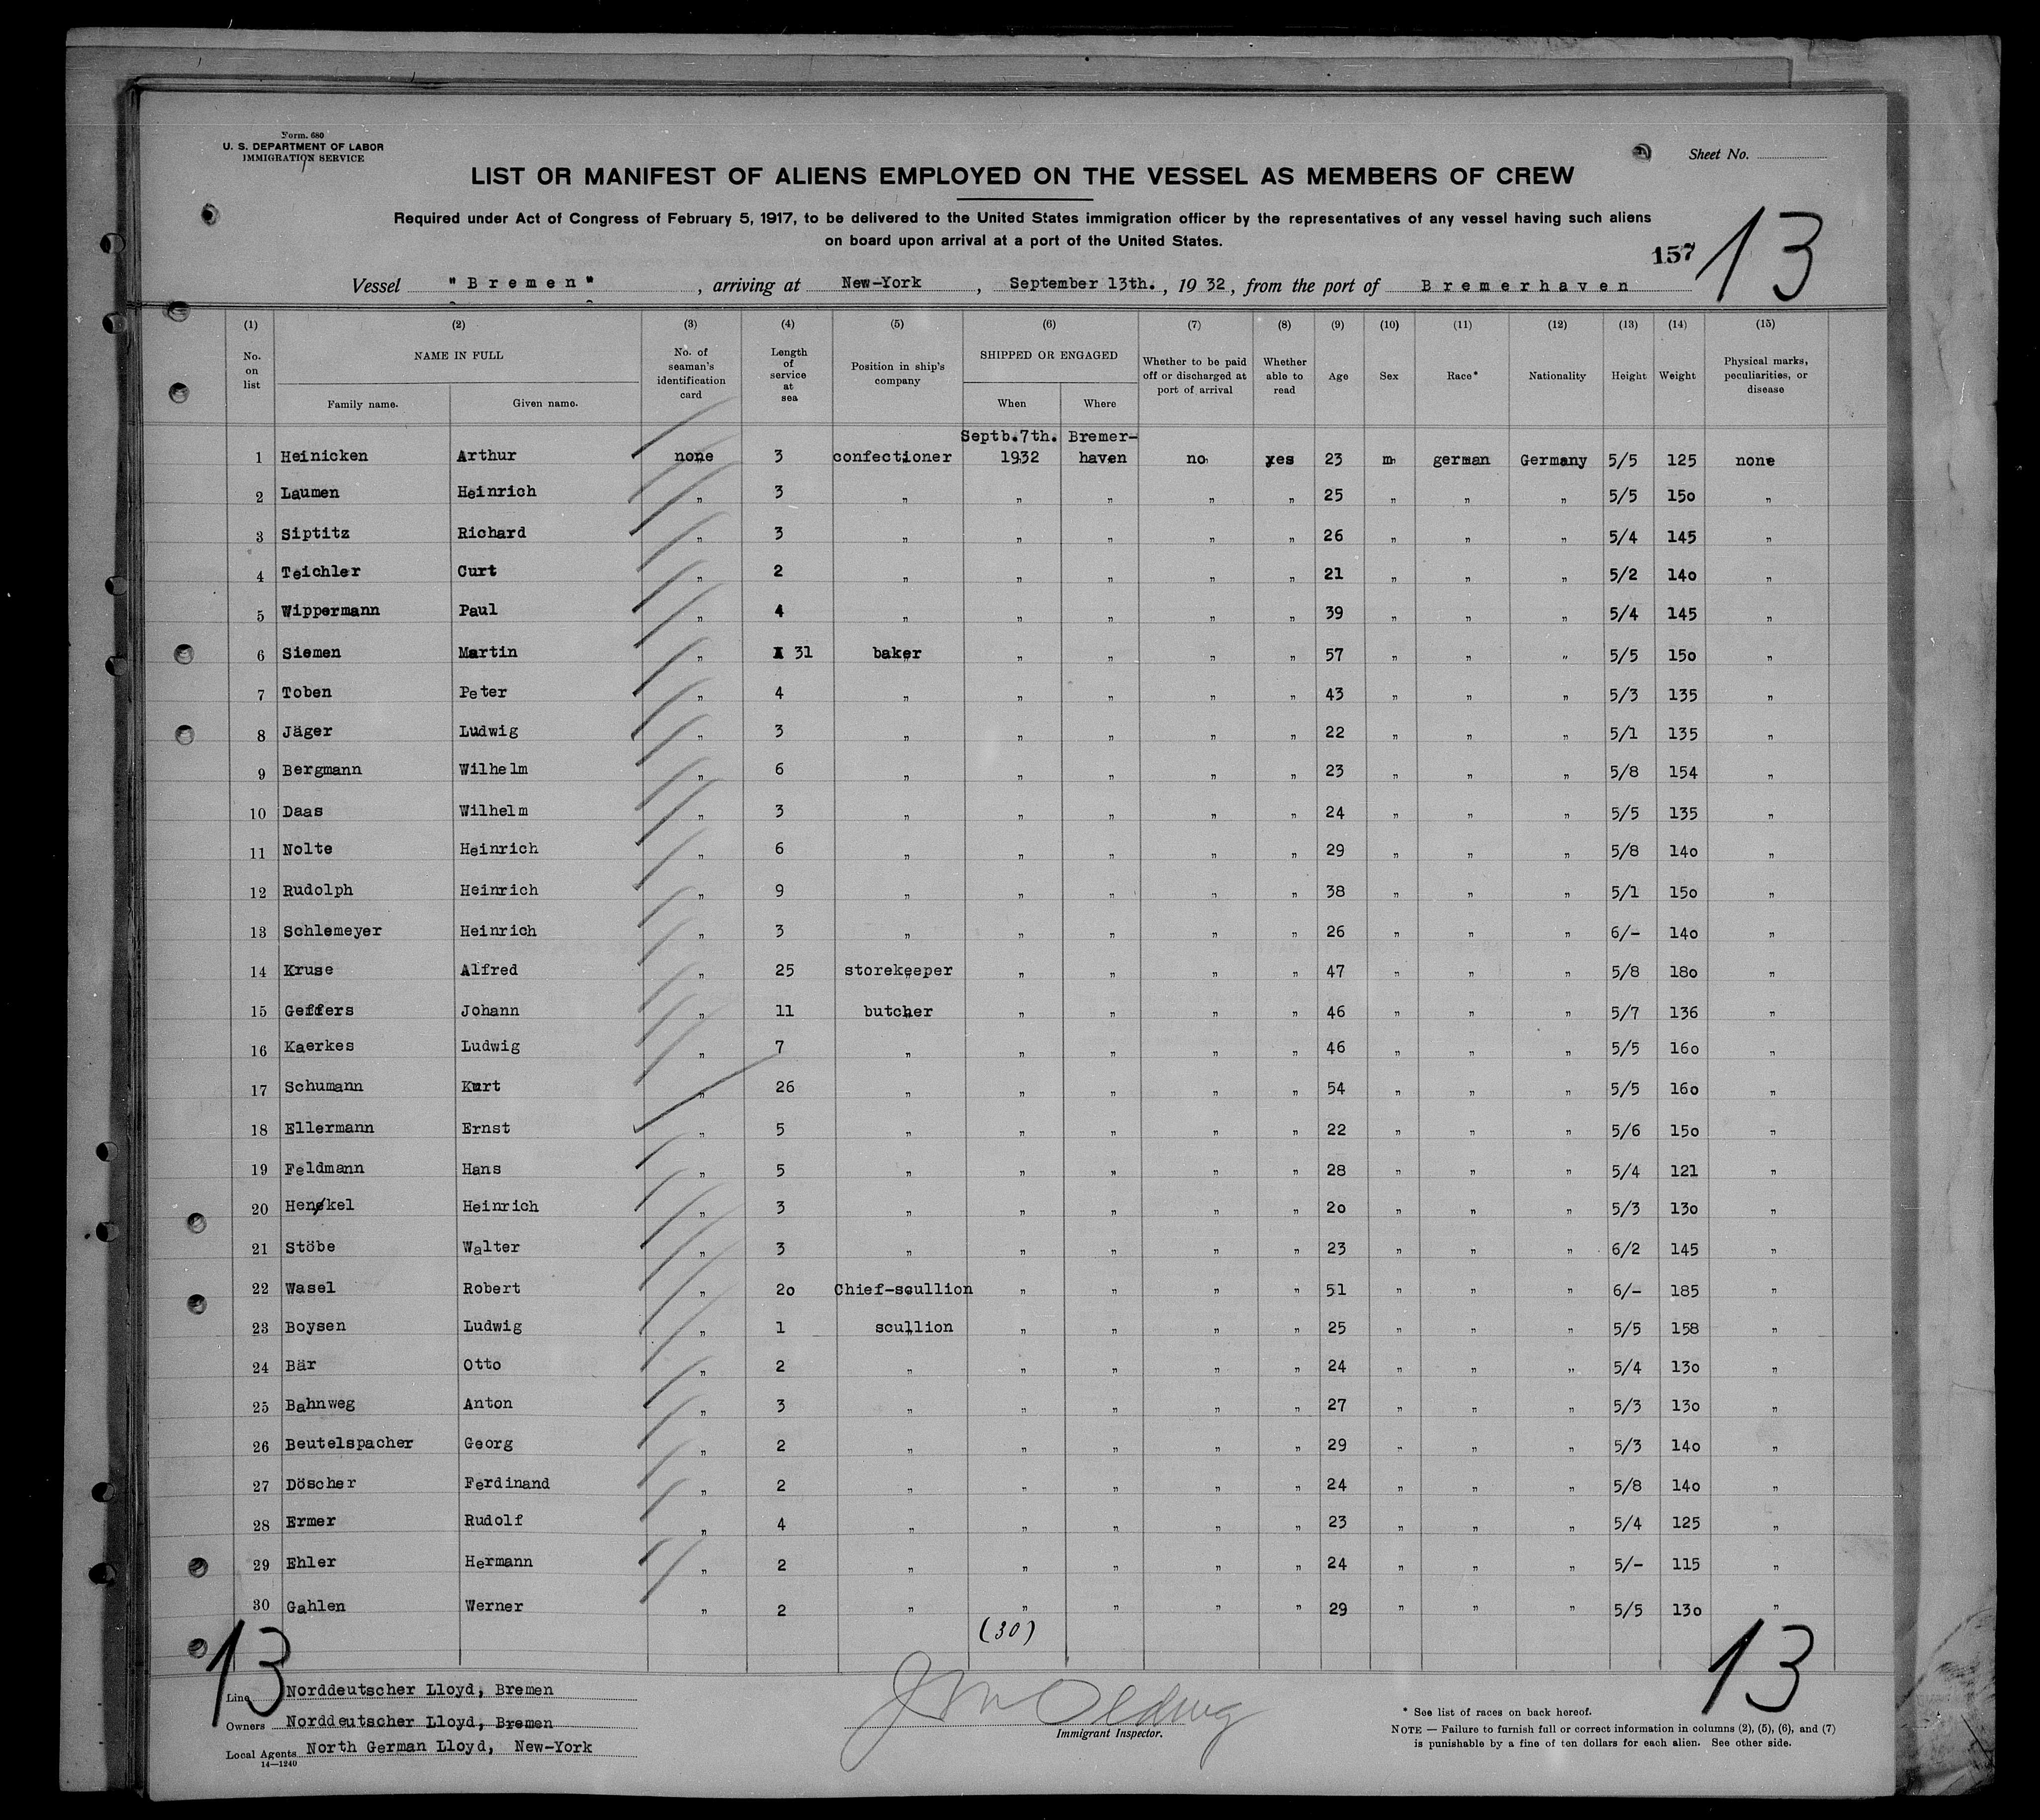 Form. 680
U. S. DEPARTMENT OF LABOR
IMMIGRATION SERVICE
Sheet No.
LIST OR MANIFEST OF ALIENS EMPLOYED ON THE VESSEL AS MEMBERS OF CREW
Required under Act of Congress of February 5, 1917, to be delivered to the United States immigration officer by the representatives of any vessel having such aliens
on board upon arrival at a port of the United States.
157 13
Vessel "Bremen", arriving at New-York, September 13th., 1932, from the port of Bremerhaven
(1) (2) (3) (4) (5) (6) (7) (8) (9) (10) (11) (12) (13) (14) (15)
No. on list NAME IN FULL Family name. Given name. No. of seaman's identification card Length of service at sea Position in ship's company SHIPPED OR ENGAGED When Where Whether to be paid off or discharged at port of arrival Whether able to read Age Sex Race* Nationality Height Weight Physical marks, peculiarities, or disease
1 Heinicken Arthur none 3 confectioner Septb.7th. 1932 Bremer-haven no yes 23 m german Germany 5/5 125 none
2 Laumen Heinrich " 3 " " " " " 25 " " " 5/5 150 "
3 Siptitz Richard " 3 " " " " " 26 " " " 5/4 145 "
4 Teichler Curt " 2 " " " " " 21 " " " 5/2 140 "
5 Wippermann Paul " 4 " " " " " 39 " " " 5/4 145 "
6 Siemen Martin " 31 baker " " " " 57 " " " 5/5 150 "
7 Toben Peter " 4 " " " " " 43 " " " 5/3 135 "
8 Jäger Ludwig " 3 " " " " " 22 " " " 5/1 135 "
9 Bergmann Wilhelm " 6 " " " " " 23 " " " 5/8 154 "
10 Daas Wilhelm " 3 " " " " " 24 " " " 5/5 135 "
11 Nolte Heinrich " 6 " " " " " 29 " " " 5/8 140 "
12 Rudolph Heinrich " 9 " " " " " 38 " " " 5/1 150 "
13 Schlemeyer Heinrich " 3 " " " " " 26 " " " 6/- 140 "
14 Kruse Alfred " 25 storekeeper " " " " 47 " " " 5/8 180 "
15 Geffers Johann " 11 butcher " " " " 46 " " " 5/7 136 "
16 Kaerkes Ludwig " 7 " " " " " 46 " " " 5/5 160 "
17 Schumann Kurt " 26 " " " " " 54 " " " 5/5 160 "
18 Ellermann Ernst " 5 " " " " " 22 " " " 5/6 150 "
19 Feldmann Hans " 5 " " " " " 28 " " " 5/4 121 "
20 Henkel Heinrich " 3 " " " " " 20 " " " 5/3 130 "
21 Stöbe Walter " 3 " " " " " 23 " " " 6/2 145 "
22 Wasel Robert " 20 Chief-scullion " " " " 51 " " " 6/- 185 "
23 Boysen Ludwig " 1 scullion " " " " 25 " " " 5/5 158 "
24 Bär Otto " 2 " " " " " 24 " " " 5/4 130 "
25 Bahnweg Anton " 3 " " " " " 27 " " " 5/3 130 "
26 Beutelspacher Georg " 2 " " " " " 29 " " " 5/3 140 "
27 Döscher Ferdinand " 2 " " " " " 24 " " " 5/8 140 "
28 Ermer Rudolf " 4 " " " " " 23 " " " 5/4 125 "
29 Ehler Hermann " 2 " " " " " 24 " " " 5/- 115 "
30 Gahlen Werner " 2 " " " " " 29 " " " 5/5 130 "
(30)
13 13
Line Norddeutscher Lloyd, Bremen
Owners Norddeutscher Lloyd, Bremen
Local Agents North German Lloyd, New-York
14—1240
Immigrant Inspector.
* See list of races on back hereof.
NOTE — Failure to furnish full or correct information in columns (2), (5), (6), and (7)
is punishable by a fine of ten dollars for each alien. See other side.